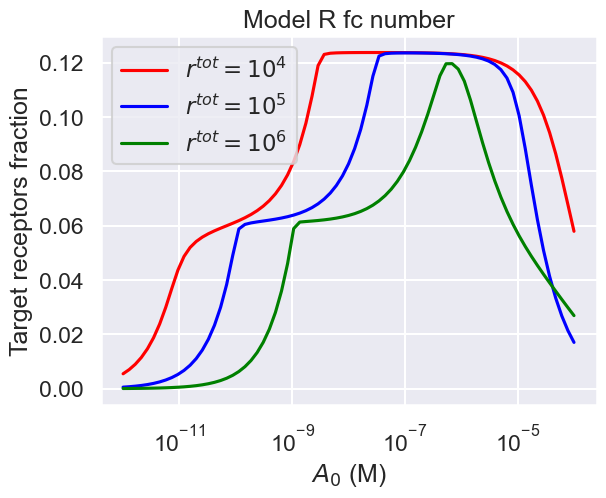 Model R fc number
Target receptors fraction
0.12
0.10
0.08
0.06
0.04
0.02
0.00
r^{tot} = 10^4
r^{tot} = 10^5
r^{tot} = 10^6
10^{-11}
10^{-9}
10^{-7}
10^{-5}
A_0 (M)